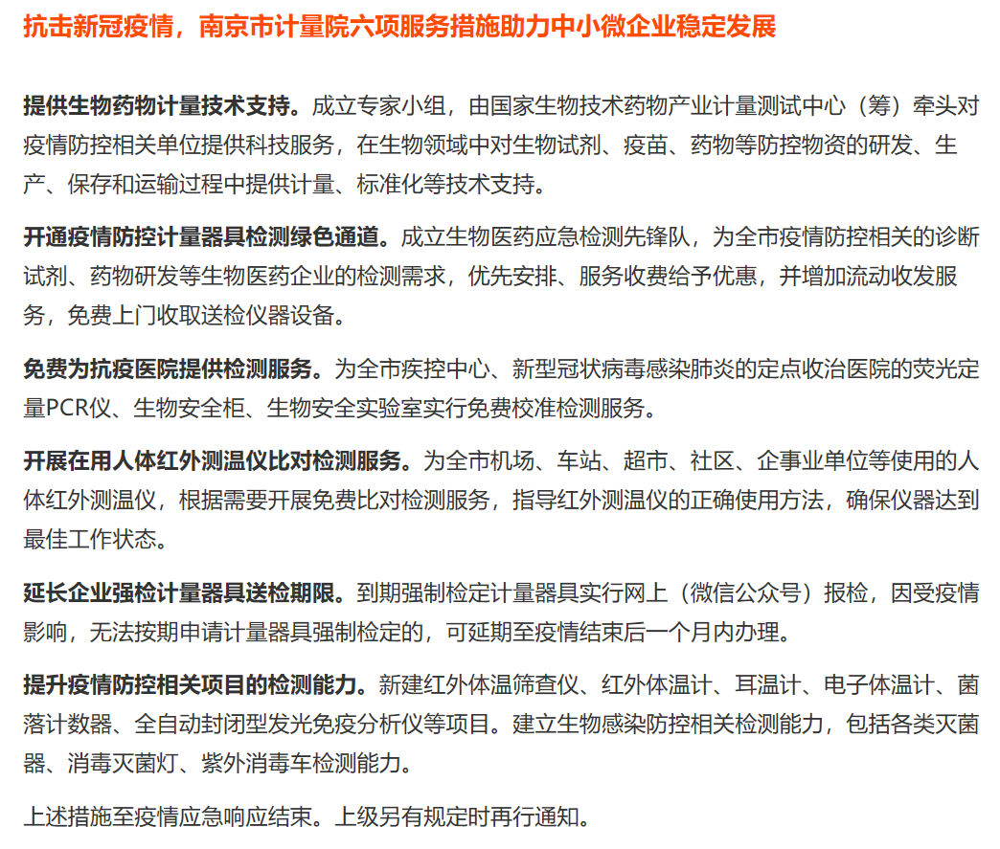 抗击新冠疫情，南京市计量院六项服务措施助力中小微企业稳定发展
提供生物药物计量技术支持。成立专家小组，由国家生物技术药物产业计量测试中心（筹）牵头对
疫情防控相关单位提供科技服务，在生物领域中对生物试剂、疫苗、药物等防控物资的研发、生
产、保存和运输过程中提供计量、标准化等技术支持。
开通疫情防控计量器具检测绿色通道。成立生物医药应急检测先锋队，为全市疫情防控相关的诊断
试剂、药物研发等生物医药企业的检测需求，优先安排、服务收费给予优惠，并增加流动收发服
务，免费上门收取送检仪器设备。
免费为抗疫医院提供检测服务。为全市疾控中心、新型冠状病毒感染肺炎的定点收治医院的荧光定
量PCR仪、生物安全柜、生物安全实验室实行免费校准检测服务。
开展在用人体红外测温仪比对检测服务。为全市机场、车站、超市、社区、企事业单位等使用的人
体红外测温仪，根据需要开展免费比对检测服务，指导红外测温仪的正确使用方法，确保仪器达到
最佳工作状态。
延长企业强检计量器具送检期限。到期强制检定计量器具实行网上（微信公众号）报检，因受疫情
影响，无法按期申请计量器具强制检定的，可延期至疫情结束后一个月内办理。
提升疫情防控相关项目的检测能力。新建红外体温筛查仪、红外体温计、耳温计、电子体温计、菌
落计数器、全自动封闭型发光免疫分析仪等项目。建立生物感染防控相关检测能力，包括各类灭菌
器、消毒灭菌灯、紫外消毒车检测能力。
上述措施至疫情应急响应结束。上级另有规定时再行通知。